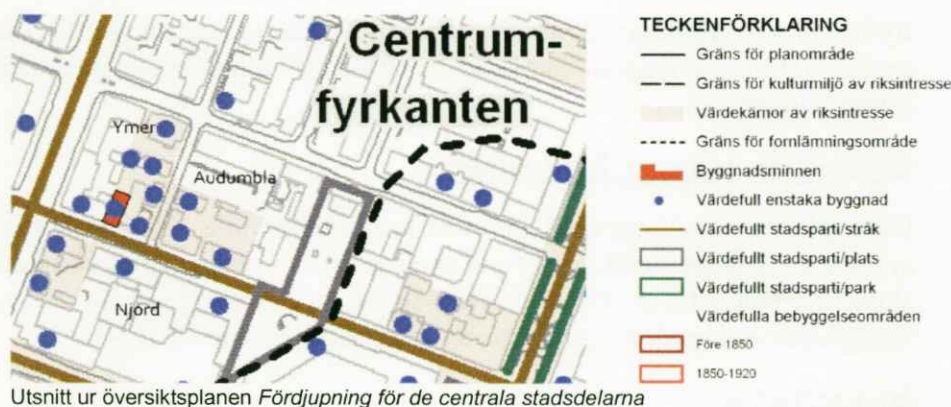 Centrum-
fyrkanten
Ymer
Audumbla
Njord
TECKENFÖRKLARING
Gräns för planområde
Gräns för kulturmiljö av riksintresse
Värdekärnor av riksintresse
Gräns för fornlämningsområde
Byggnadsminnen
Värdefull enstaka byggnad
Värdefullt stadsparti/stråk
Värdefullt stadsparti/plats
Värdefullt stadsparti/park
Värdefulla bebyggelseområden
Före 1850
1850-1929
Utsnitt ur översiktsplanen Fördjupning för de centrala stadsdelarna